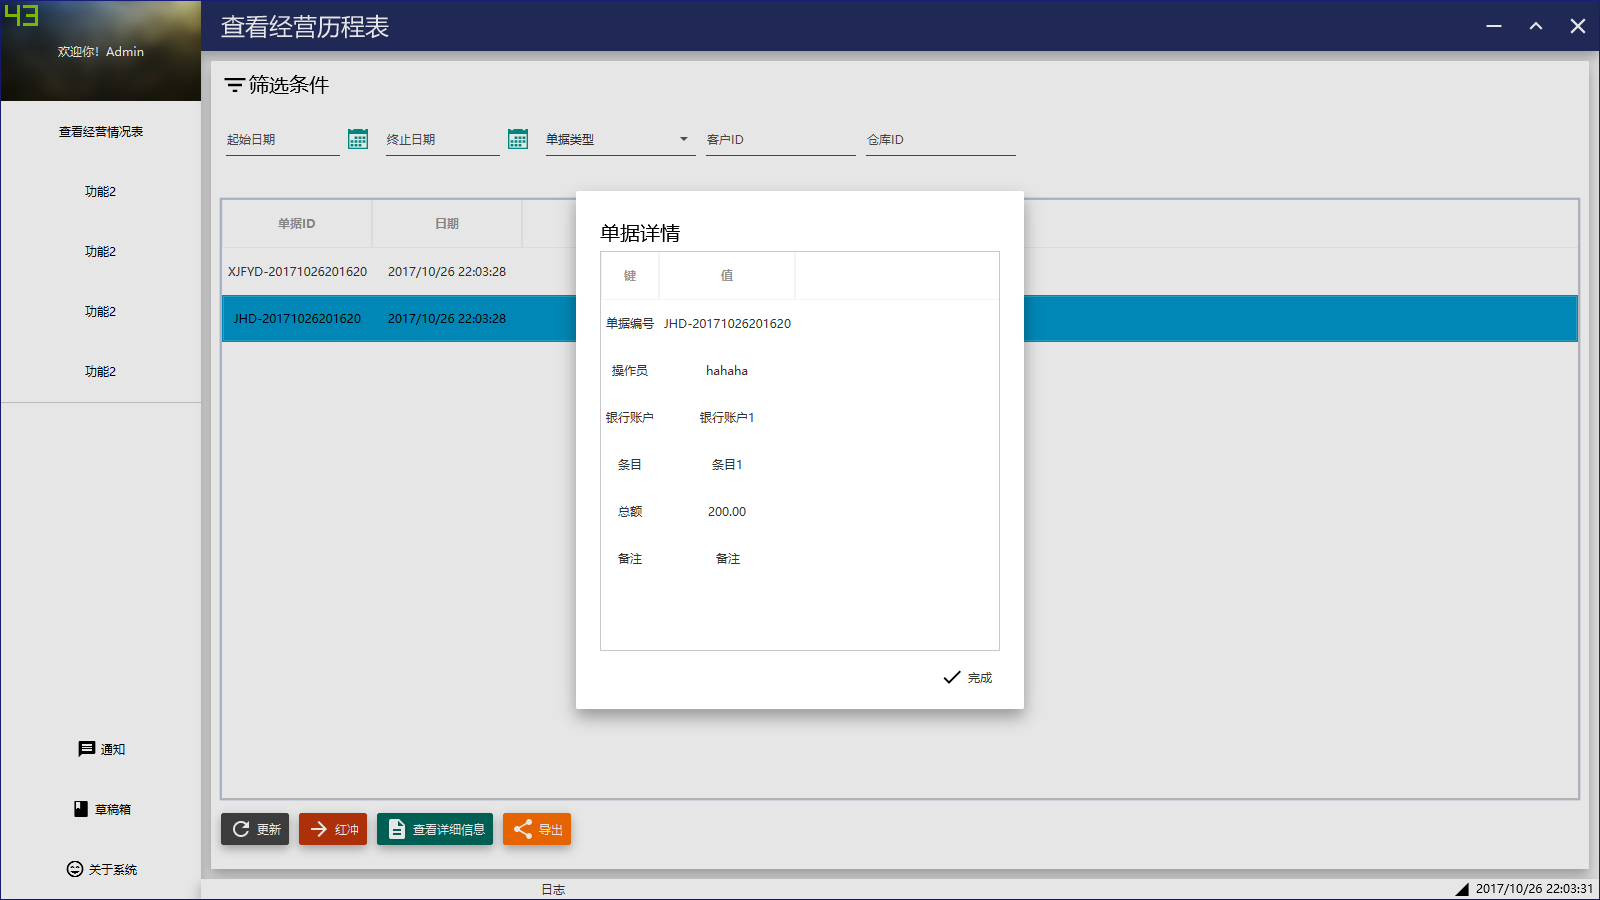 43
欢迎你！Admin
查看经营历程表
查看经营情况表
功能2
功能2
功能2
功能2
通知
草稿箱
关于系统
筛选条件
起始日期 终止日期 单据类型 客户ID 仓库ID
单据ID 日期
XJFYD-20171026201620 2017/10/26 22:03:28
JHD-20171026201620 2017/10/26 22:03:28
单据详情
键 值
单据编号 JHD-20171026201620
操作员 hahaha
银行账户 银行账户1
条目 条目1
总额 200.00
备注 备注
完成
更新 红冲 查看详细信息 导出
日志 2017/10/26 22:03:31